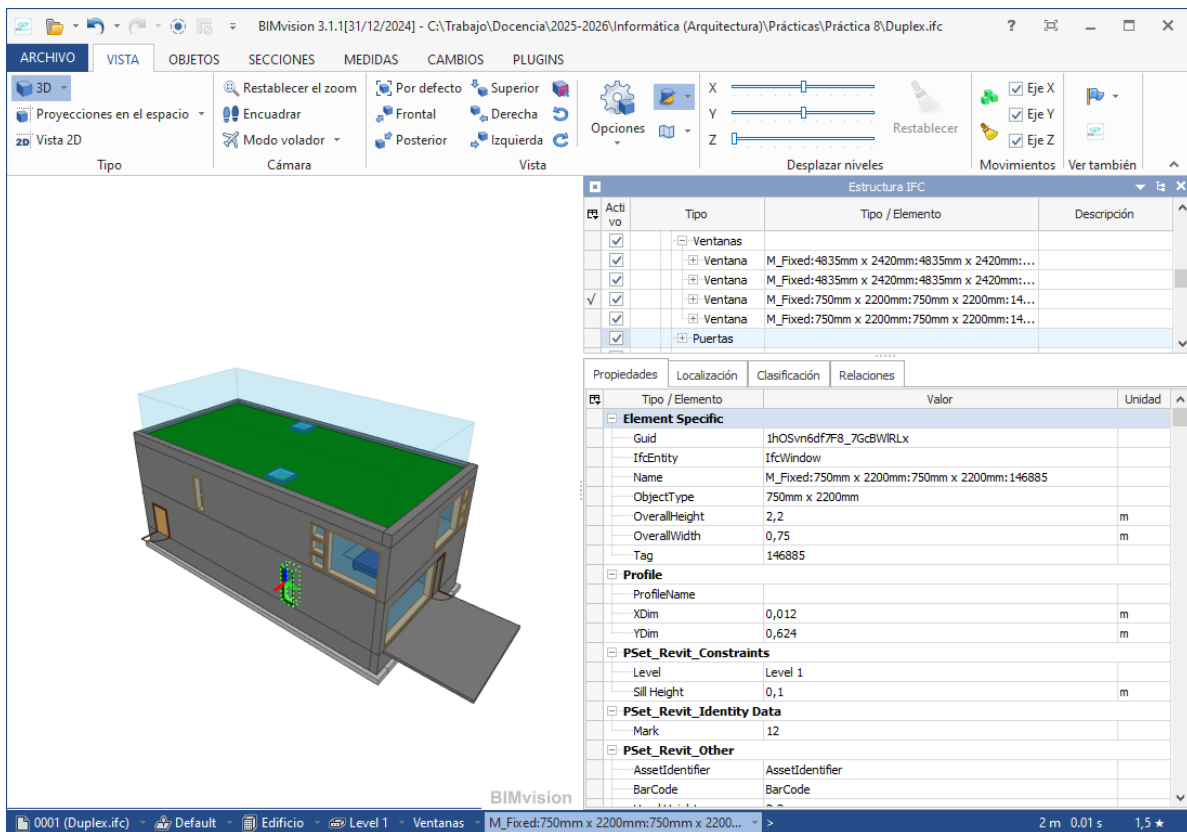 BIMvision 3.1.1[31/12/2024] - C:\Trabajo\Docencia\2025-2026\Informática (Arquitectura)\Prácticas\Práctica 8\Duplex.ifc
ARCHIVO VISTA OBJETOS SECCIONES MEDIDAS CAMBIOS PLUGINS
3D Restablecer el zoom Por defecto Superior X Eje X
Proyecciones en el espacio Encuadrar Frontal Derecha Opciones Y Restablecer Eje Y
2D Vista 2D Modo volador Posterior Izquierda Z Eje Z
Tipo Cámara Vista Desplazar niveles Movimientos Ver también
Estructura IFC
Activo Tipo Tipo / Elemento Descripción
Ventanas
Ventana M_Fixed:4835mm x 2420mm:4835mm x 2420mm:...
Ventana M_Fixed:4835mm x 2420mm:4835mm x 2420mm:...
Ventana M_Fixed:750mm x 2200mm:750mm x 2200mm:14...
Ventana M_Fixed:750mm x 2200mm:750mm x 2200mm:14...
Puertas
Propiedades Localización Clasificación Relaciones
Tipo / Elemento Valor Unidad
Element Specific
Guid 1hOSvn6df7F8_7GcBWlRLx
IfcEntity IfcWindow
Name M_Fixed:750mm x 2200mm:750mm x 2200mm:146885
ObjectType 750mm x 2200mm
OverallHeight 2,2 m
OverallWidth 0,75 m
Tag 146885
Profile
ProfileName
XDim 0,012 m
YDim 0,624 m
PSet_Revit_Constraints
Level Level 1
Sill Height 0,1 m
PSet_Revit_Identity Data
Mark 12
PSet_Revit_Other
AssetIdentifier AssetIdentifier
BarCode BarCode
BIMvision
0001 (Duplex.ifc) Default Edificio Level 1 Ventanas M_Fixed:750mm x 2200mm:750mm x 2200... > 2 m 0.01 s 1,5 ★